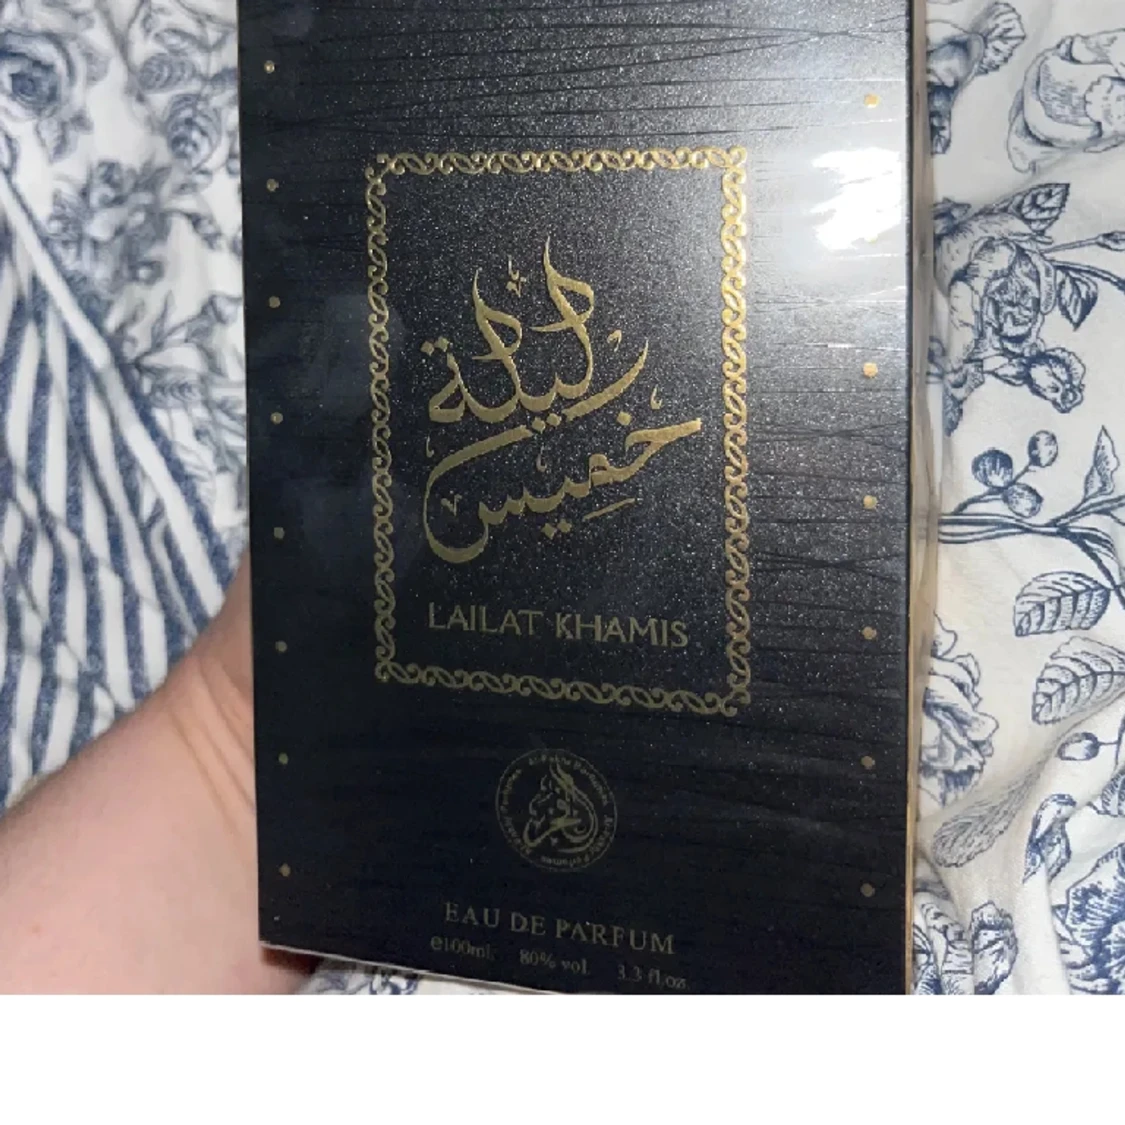 ليلة
خميس
LAILAT KHAMIS
EAU DE PARFUM
e100ml. 80% vol. 3.3 fl.oz.